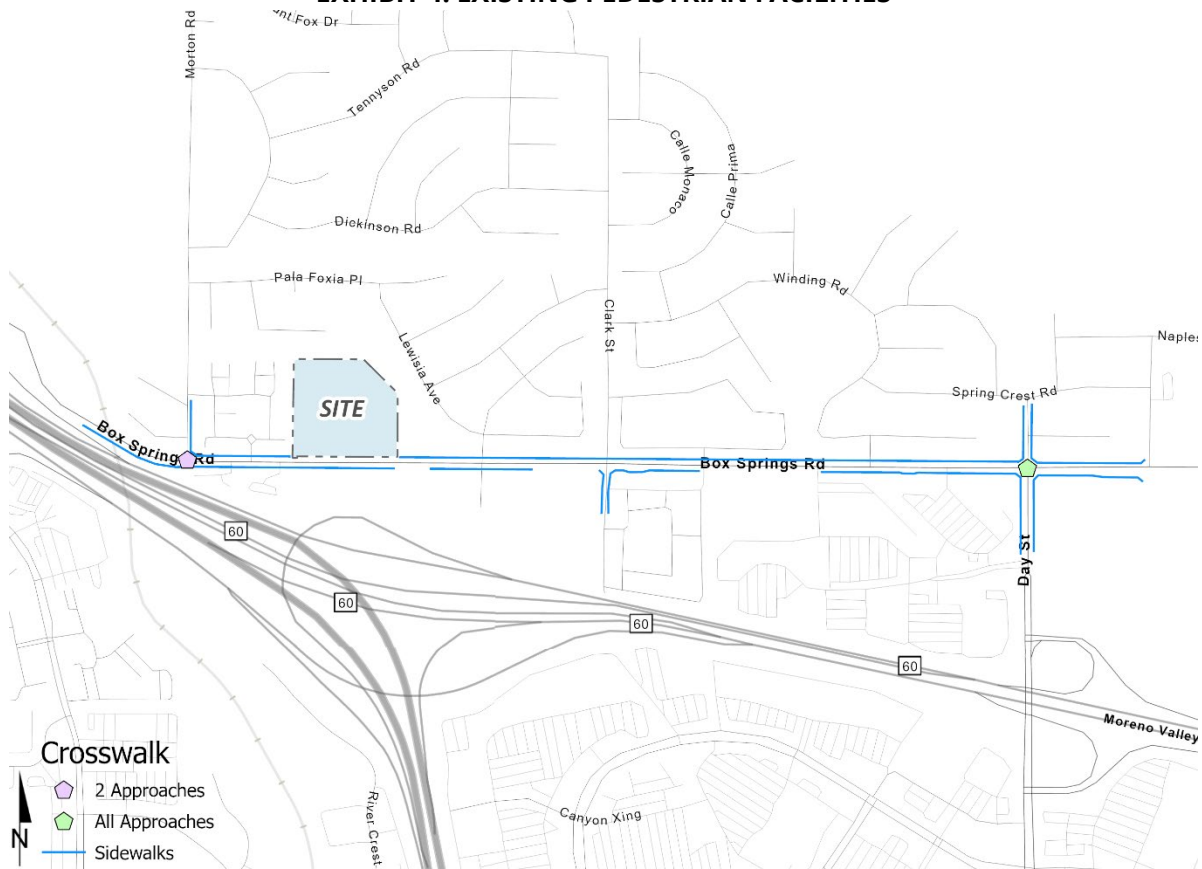 Morton Rd
Tennyson Rd
Calle Monaco
Calle Prima
Dickinson Rd
Pala Foxia Pl
Winding Rd
Clark St
Lewisia Ave
Naples
Spring Crest Rd
SITE
Box Spring
Rd
Box Springs Rd
Day St
60
60
60
60
Moreno Valley
Canyon Xing
River Crest
Crosswalk
2 Approaches
All Approaches
Sidewalks
N